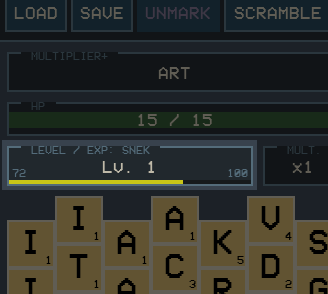 LOAD SAVE UNMARK SCRAMBLE
MULTIPLIER+
ART
HP
15 / 15
LEVEL / EXP: SNEK MULT.
72 Lv. 1 100 x1
I A V
I 1 A 1 K 4 S
1 T 1 C 5 D
I 1 A 3 R 2 G